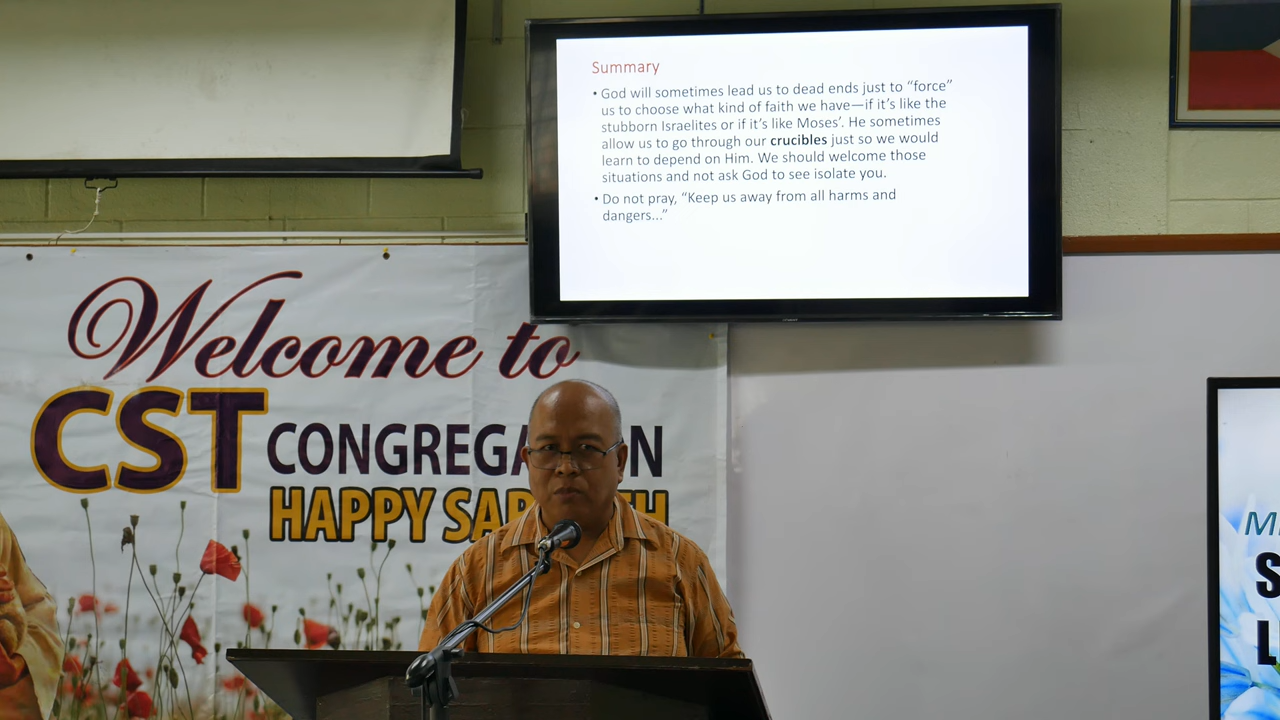 Summary
• God will sometimes lead us to dead ends just to “force”
us to choose what kind of faith we have—if it’s like the
stubborn Israelites or if it’s like Moses’. He sometimes
allow us to go through our crucibles just so we would
learn to depend on Him. We should welcome those
situations and not ask God to see isolate you.
• Do not pray, “Keep us away from all harms and
dangers...”
Welcome to
CST
HAPPY